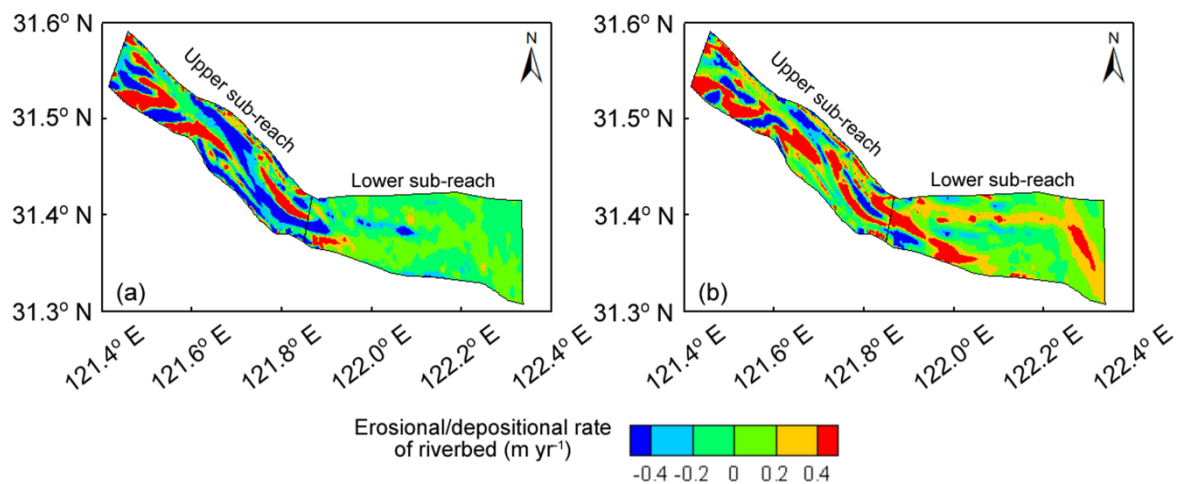 31.6° N
31.5° N
31.4° N
31.3° N
Upper sub-reach
Lower sub-reach
N
(a)
121.4° E
121.6° E
121.8° E
122.0° E
122.2° E
122.4° E
31.6° N
31.5° N
31.4° N
31.3° N
Upper sub-reach
Lower sub-reach
N
(b)
121.4° E
121.6° E
121.8° E
122.0° E
122.2° E
122.4° E
Erosional/depositional rate
of riverbed (m yr⁻¹)
-0.4 -0.2 0 0.2 0.4